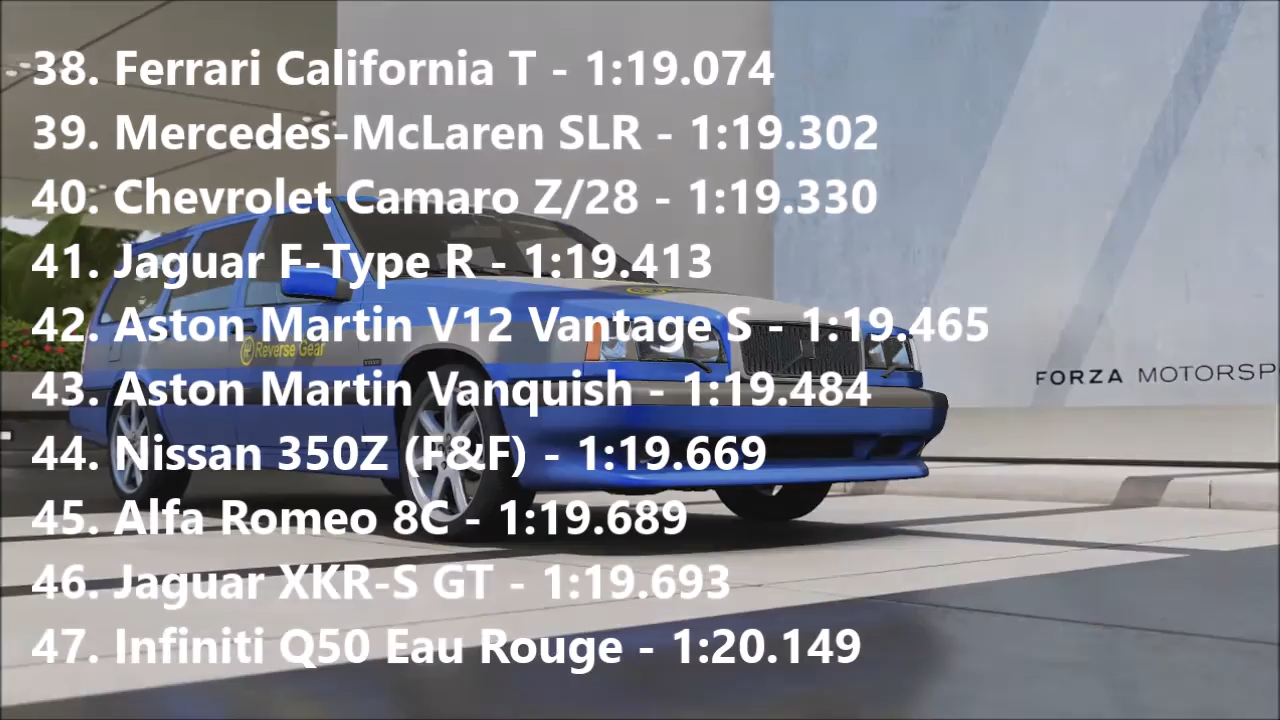 38. Ferrari California T - 1:19.074
39. Mercedes-McLaren SLR - 1:19.302
40. Chevrolet Camaro Z/28 - 1:19.330
41. Jaguar F-Type R - 1:19.413
42. Aston Martin V12 Vantage S - 1:19.465
Reverse Gear
FORZA MOTORSP
43. Aston Martin Vanquish - 1:19.484
44. Nissan 350Z (F&F) - 1:19.669
45. Alfa Romeo 8C - 1:19.689
46. Jaguar XKR-S GT - 1:19.693
47. Infiniti Q50 Eau Rouge - 1:20.149